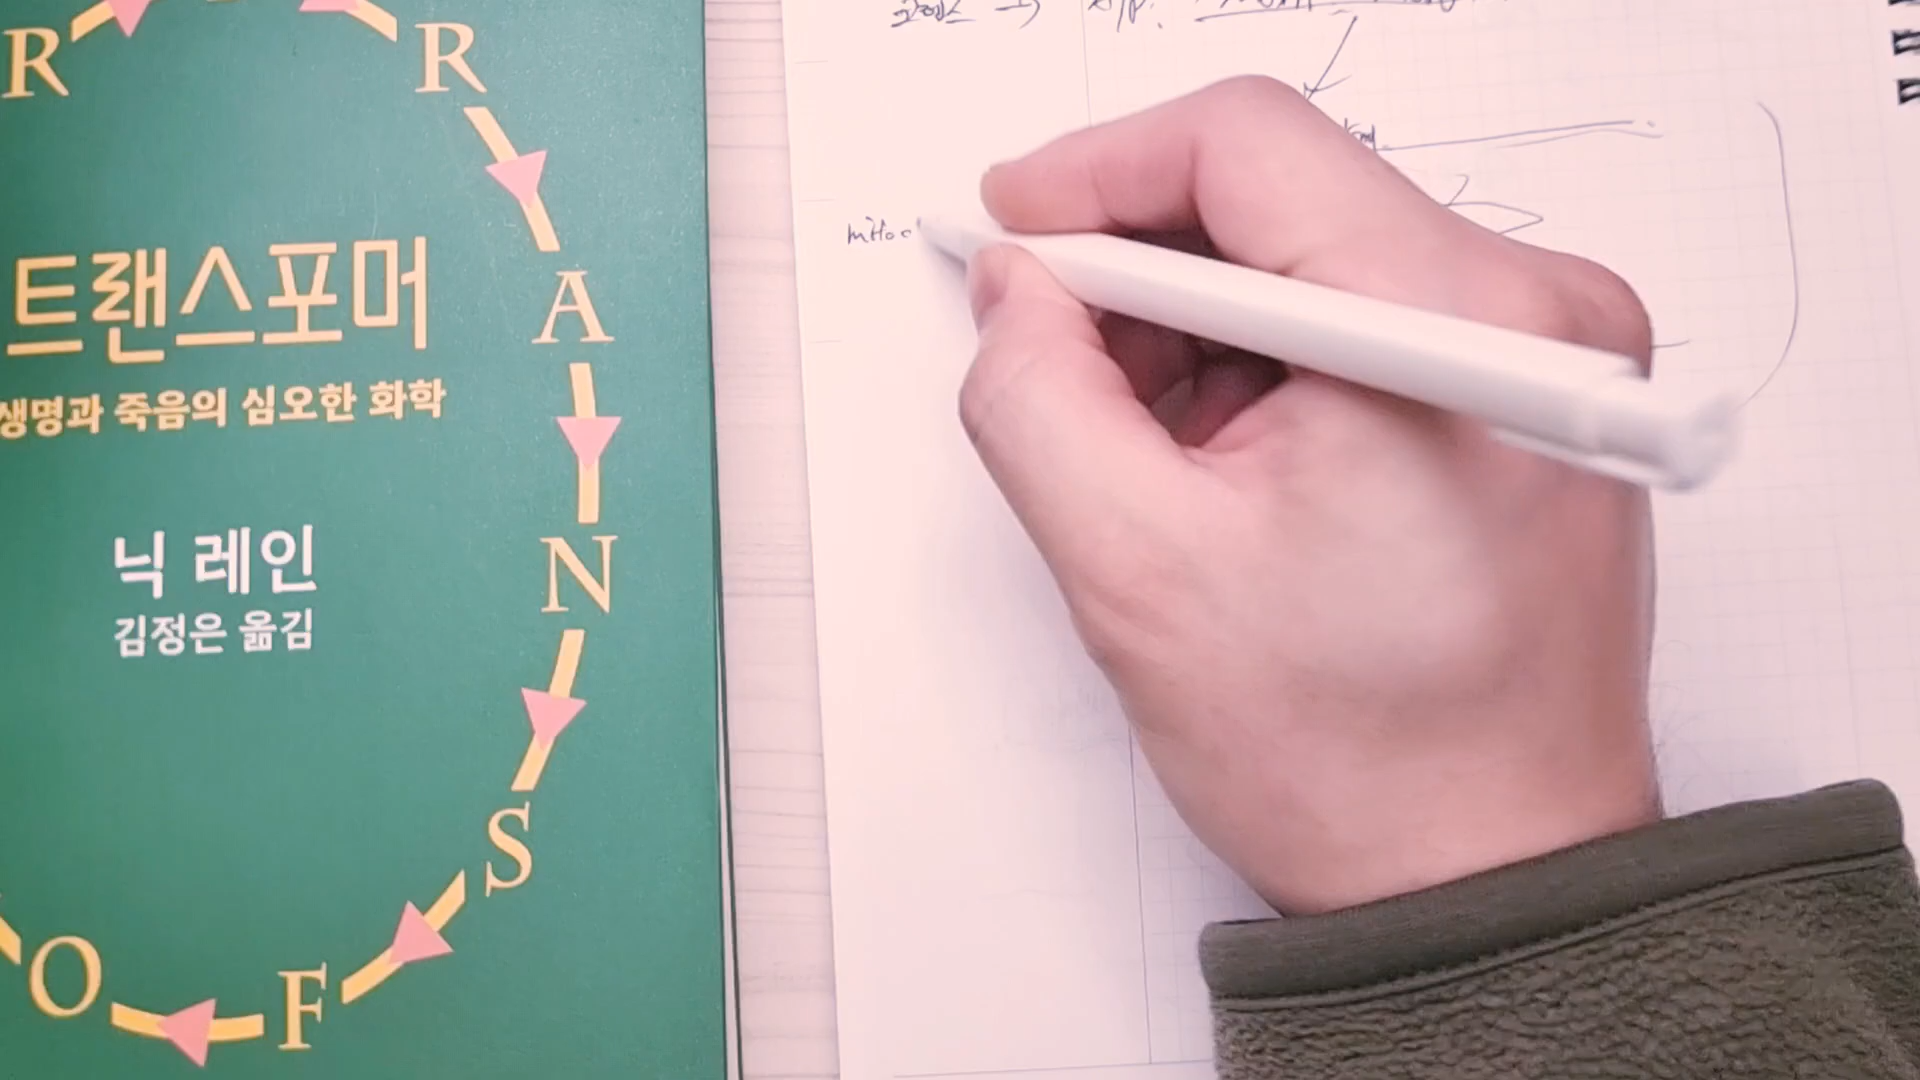 R R
A
트랜스포머
생명과 죽음의 심오한 화학
N
닉 레인
김정은 옮김
S
O F
mitoc